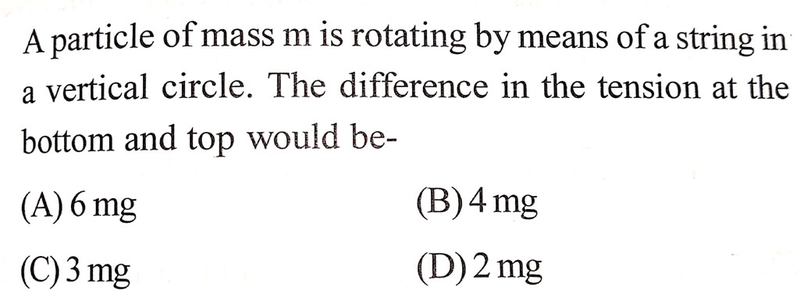 A particle of mass m is rotating by means of a string in
a vertical circle. The difference in the tension at the
bottom and top would be-
(A) 6 mg (B) 4 mg
(C) 3 mg (D) 2 mg